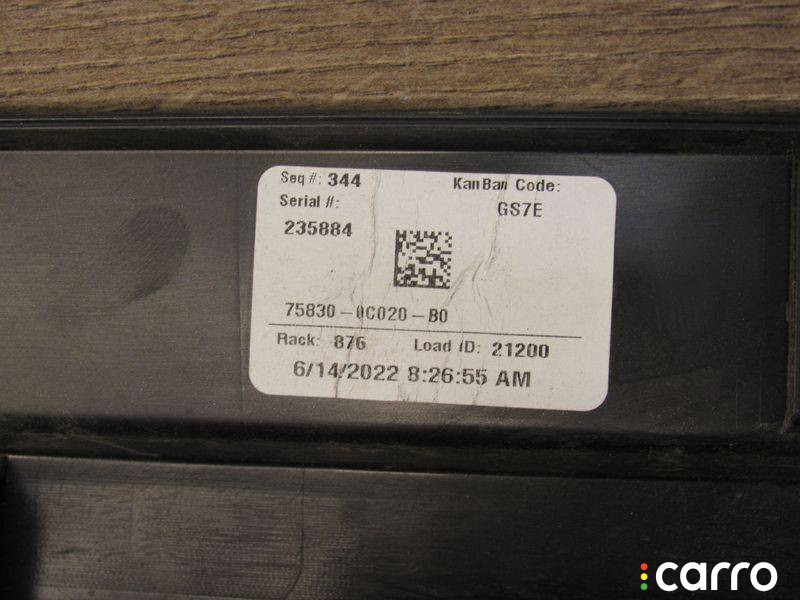 Seq #: 344
KanBan Code:
Serial #:
GS7E
235884
75830-0C020-B0
Rack: 876 Load ID: 21200
6/14/2022 8:26:55 AM
carro